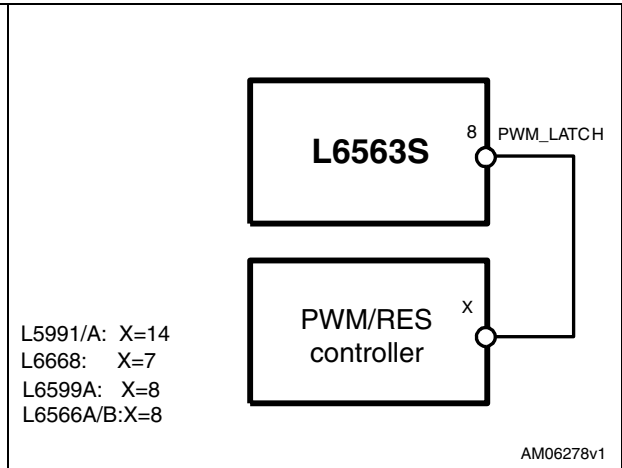 L6563S
8 PWM_LATCH
PWM/RES
controller
X
L5991/A: X=14
L6668: X=7
L6599A: X=8
L6566A/B:X=8
AM06278v1